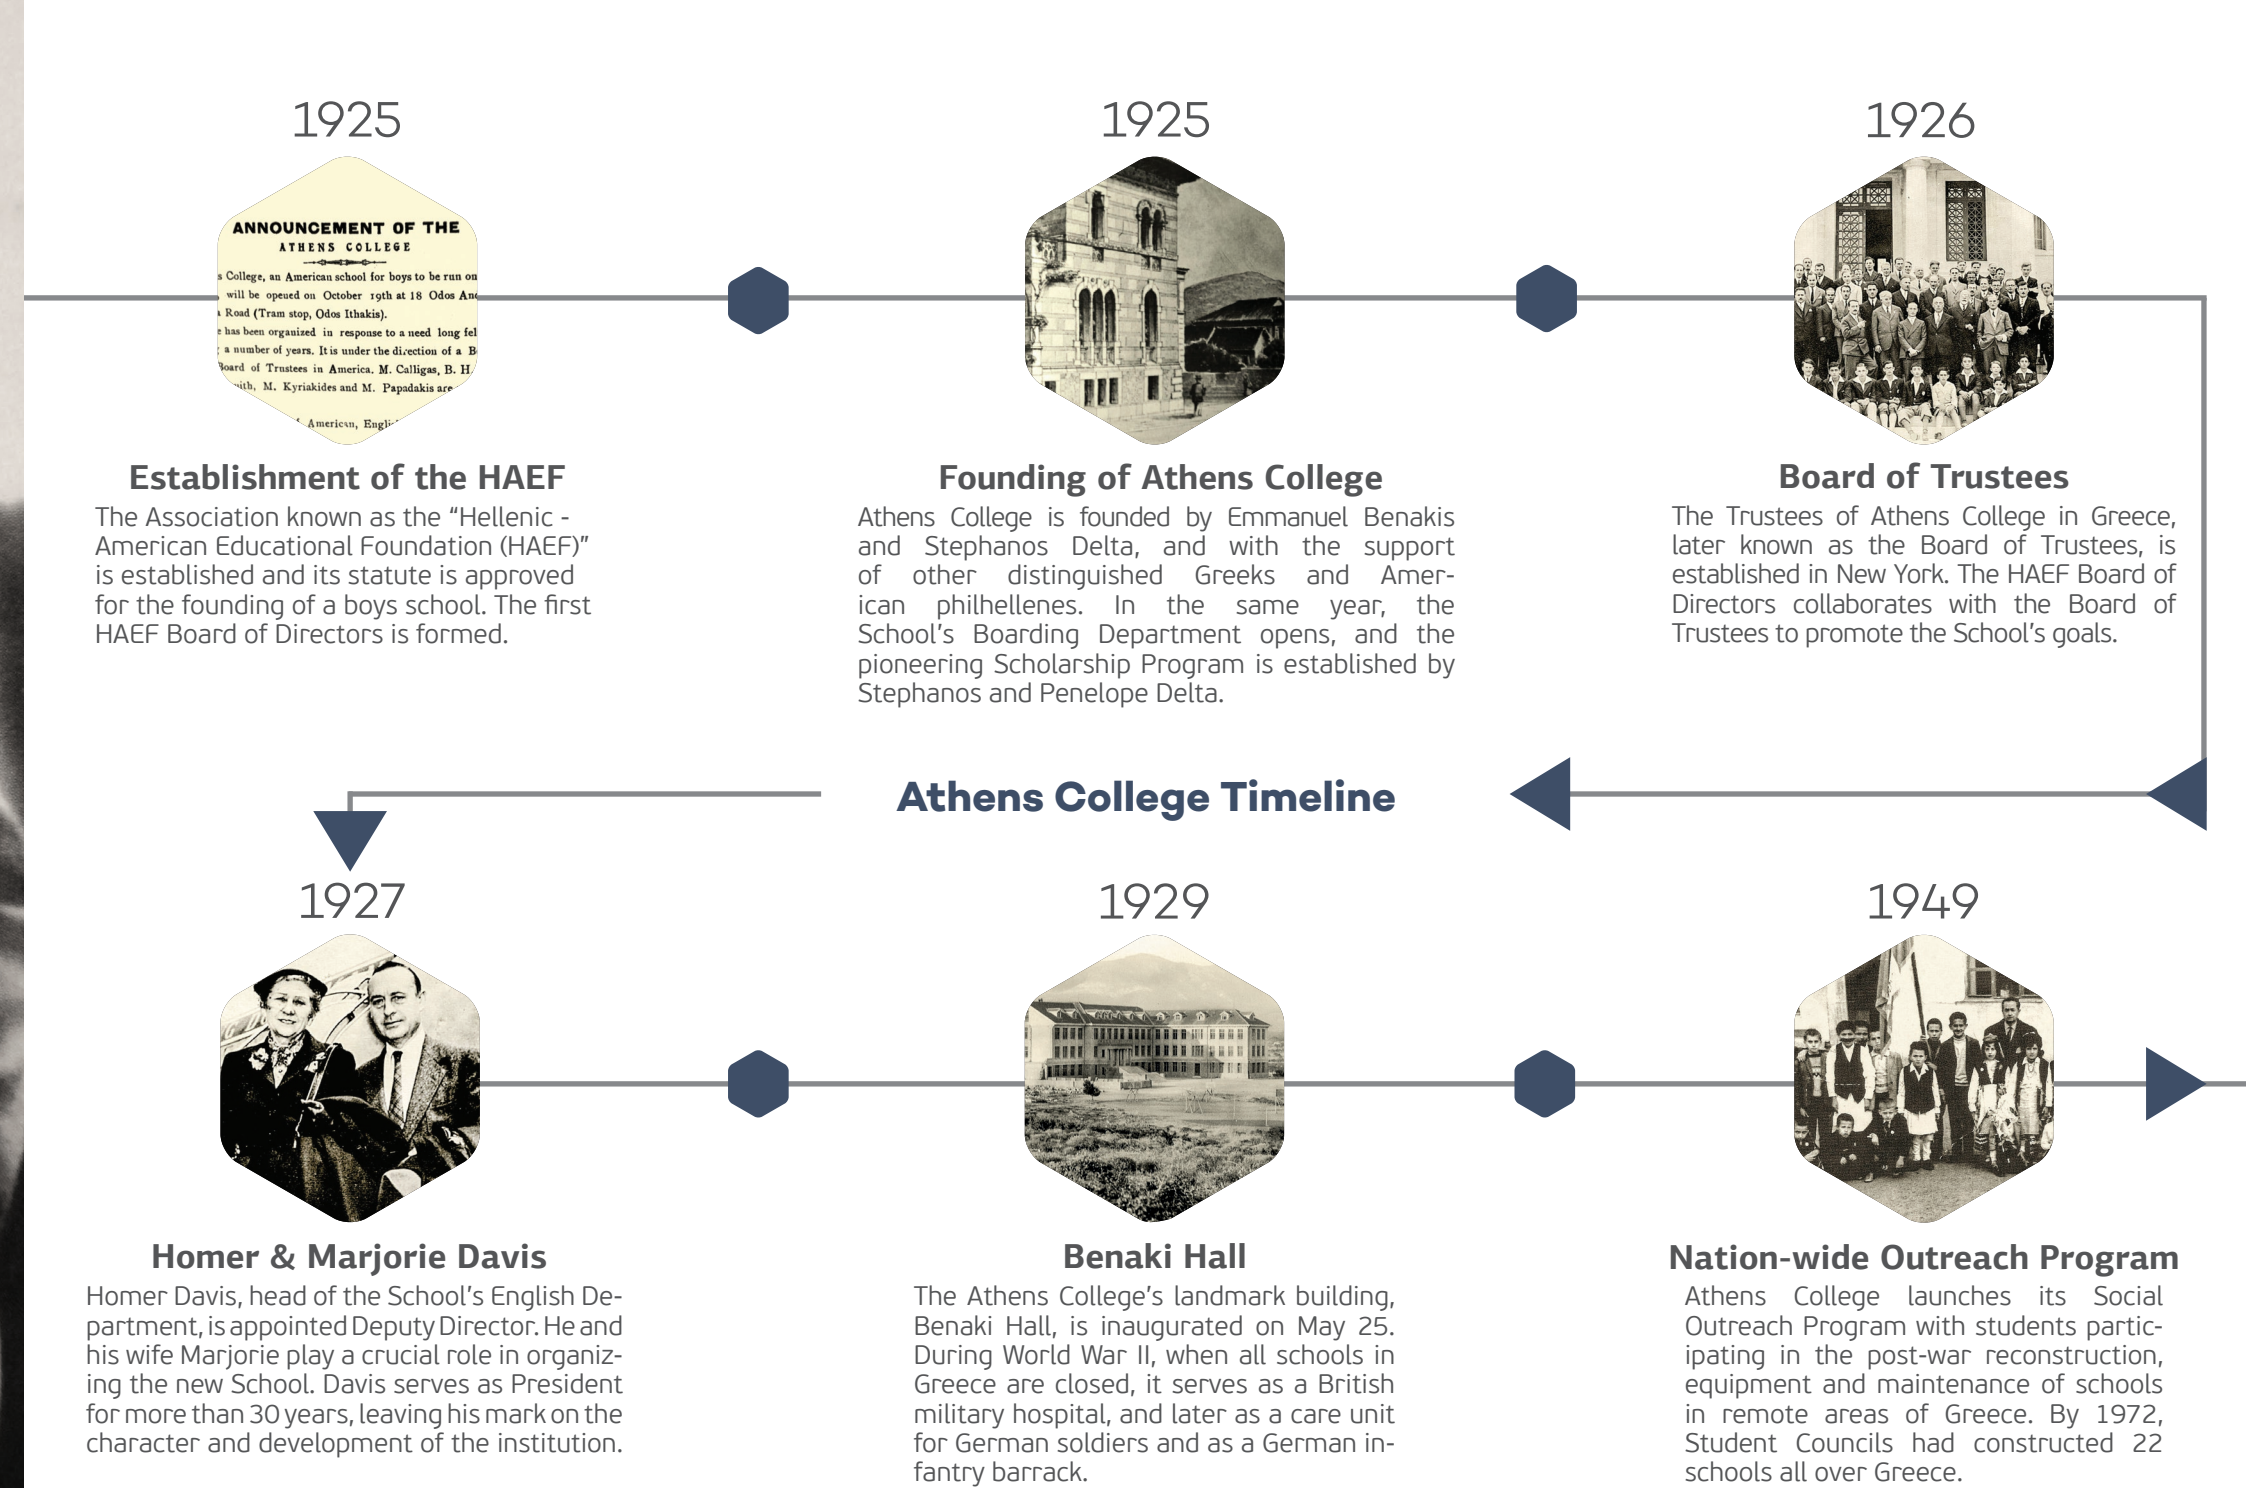 1925
ANNOUNCEMENT OF THE
ATHENS COLLEGE
College, an American school for boys to be run on
will be opened on October 19th at 18 Odos
Road (Tram stop, Odos Ithakis).
has been organized in response to a need long
a number of years. It is under the direction of a
Board of Trustees in America. M. Calligas, B. H.
M. Kyriakides and M. Papadakis are
American,
Establishment of the HAEF
The Association known as the “Hellenic -
American Educational Foundation (HAEF)”
is established and its statute is approved
for the founding of a boys school. The first
HAEF Board of Directors is formed.
1925
Founding of Athens College
Athens College is founded by Emmanuel Benakis
and Stephanos Delta, and with the support
of other distinguished Greeks and Amer-
ican philhellenes. In the same year, the
School’s Boarding Department opens, and the
pioneering Scholarship Program is established by
Stephanos and Penelope Delta.
1926
Board of Trustees
The Trustees of Athens College in Greece,
later known as the Board of Trustees, is
established in New York. The HAEF Board of
Directors collaborates with the Board of
Trustees to promote the School’s goals.
Athens College Timeline
1927
Homer & Marjorie Davis
Homer Davis, head of the School’s English De-
partment, is appointed Deputy Director. He and
his wife Marjorie play a crucial role in organiz-
ing the new School. Davis serves as President
for more than 30 years, leaving his mark on the
character and development of the institution.
1929
Benaki Hall
The Athens College’s landmark building,
Benaki Hall, is inaugurated on May 25.
During World War II, when all schools in
Greece are closed, it serves as a British
military hospital, and later as a care unit
for German soldiers and as a German in-
fantry barrack.
1949
Nation-wide Outreach Program
Athens College launches its Social
Outreach Program with students partic-
ipating in the post-war reconstruction,
equipment and maintenance of schools
in remote areas of Greece. By 1972,
Student Councils had constructed 22
schools all over Greece.